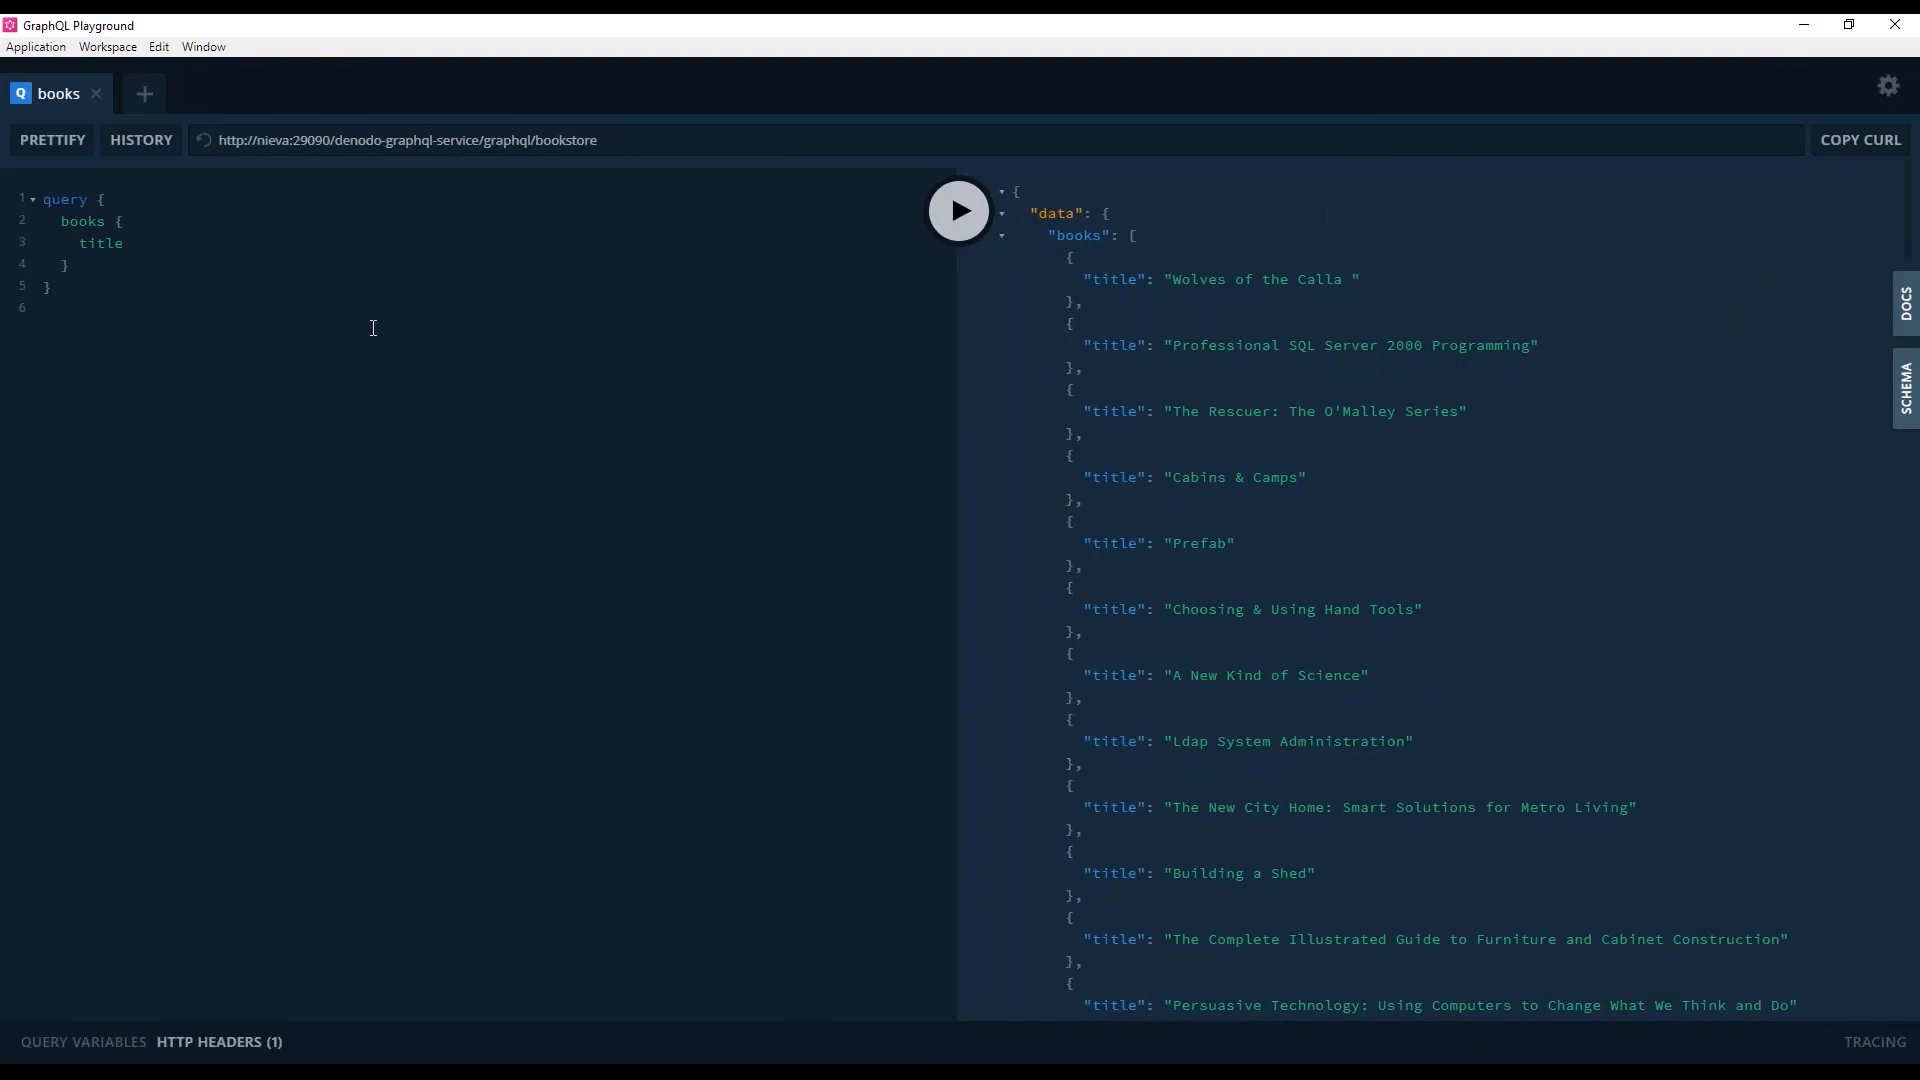 GraphQL Playground
Application Workspace Edit Window
Q books
PRETTIFY HISTORY http://nieva:29090/denodo-graphql-service/graphql/bookstore COPY CURL
1 query {
2 books {
3 title
4 }
5 }
6
{
"data": {
"books": [
{
"title": "Wolves of the Calla "
},
{
"title": "Professional SQL Server 2000 Programming"
},
{
"title": "The Rescuer: The O'Malley Series"
},
{
"title": "Cabins & Camps"
},
{
"title": "Prefab"
},
{
"title": "Choosing & Using Hand Tools"
},
{
"title": "A New Kind of Science"
},
{
"title": "Ldap System Administration"
},
{
"title": "The New City Home: Smart Solutions for Metro Living"
},
{
"title": "Building a Shed"
},
{
"title": "The Complete Illustrated Guide to Furniture and Cabinet Construction"
},
{
"title": "Persuasive Technology: Using Computers to Change What We Think and Do"
DOCS
SCHEMA
QUERY VARIABLES HTTP HEADERS (1) TRACING